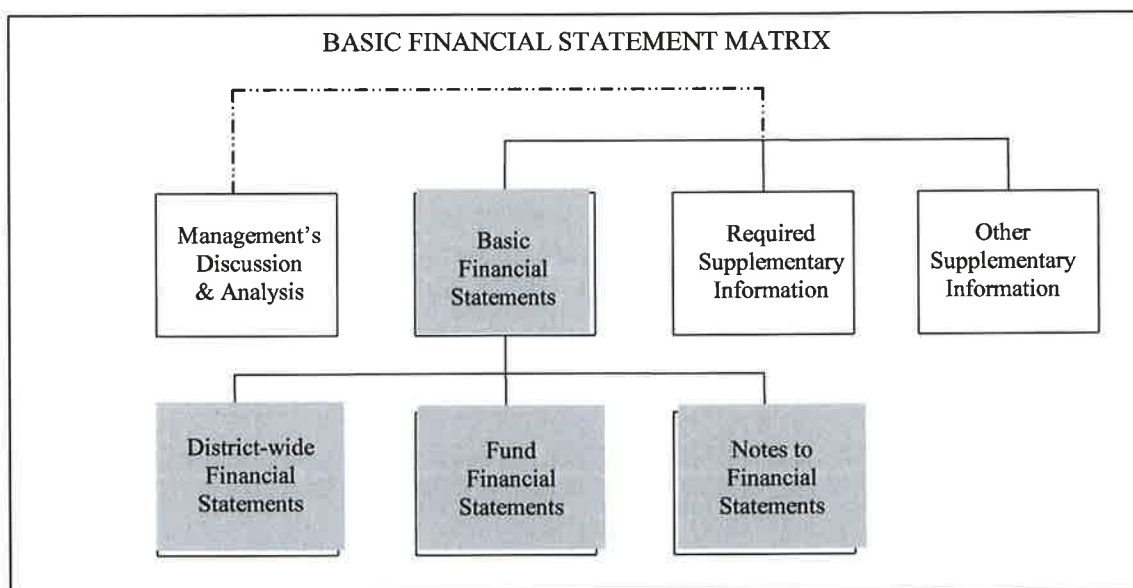 BASIC FINANCIAL STATEMENT MATRIX
Management’s
Discussion
& Analysis
Basic
Financial
Statements
Required
Supplementary
Information
Other
Supplementary
Information
District-wide
Financial
Statements
Fund
Financial
Statements
Notes to
Financial
Statements